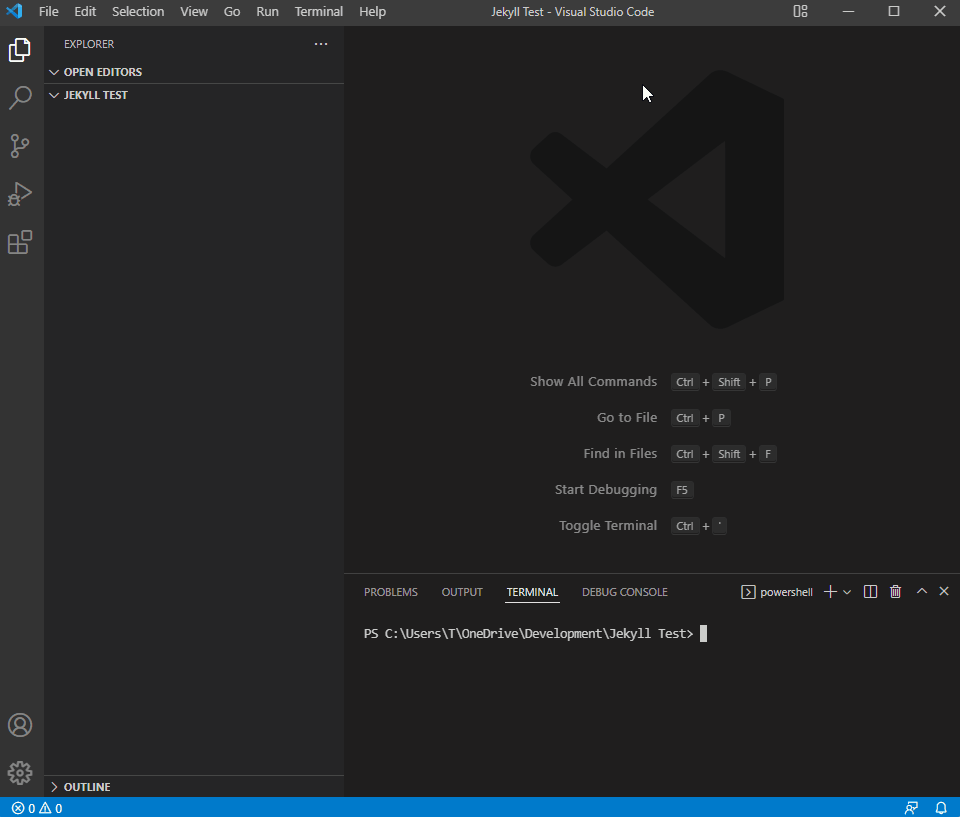 File Edit Selection View Go Run Terminal Help Jekyll Test - Visual Studio Code
EXPLORER ...
OPEN EDITORS
JEKYLL TEST
Show All Commands Ctrl + Shift + P
Go to File Ctrl + P
Find in Files Ctrl + Shift + F
Start Debugging F5
Toggle Terminal Ctrl + `
PROBLEMS OUTPUT TERMINAL DEBUG CONSOLE powershell
PS C:\Users\T\OneDrive\Development\Jekyll Test>
OUTLINE
0 0